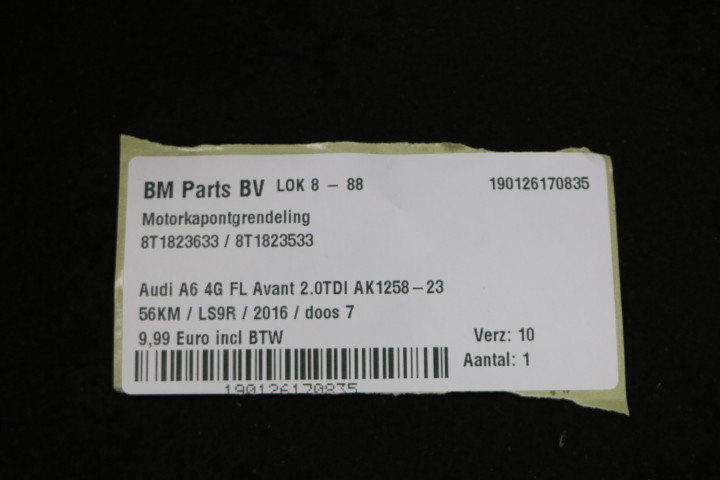 BM Parts BV LOK 8 - 88 190126170835
Motorkapontgrendeling
8T1823633 / 8T1823533
Audi A6 4G FL Avant 2.0TDI AK1258-23
56KM / LS9R / 2016 / doos 7
9,99 Euro incl BTW Verz: 10
Aantal: 1
190126170835